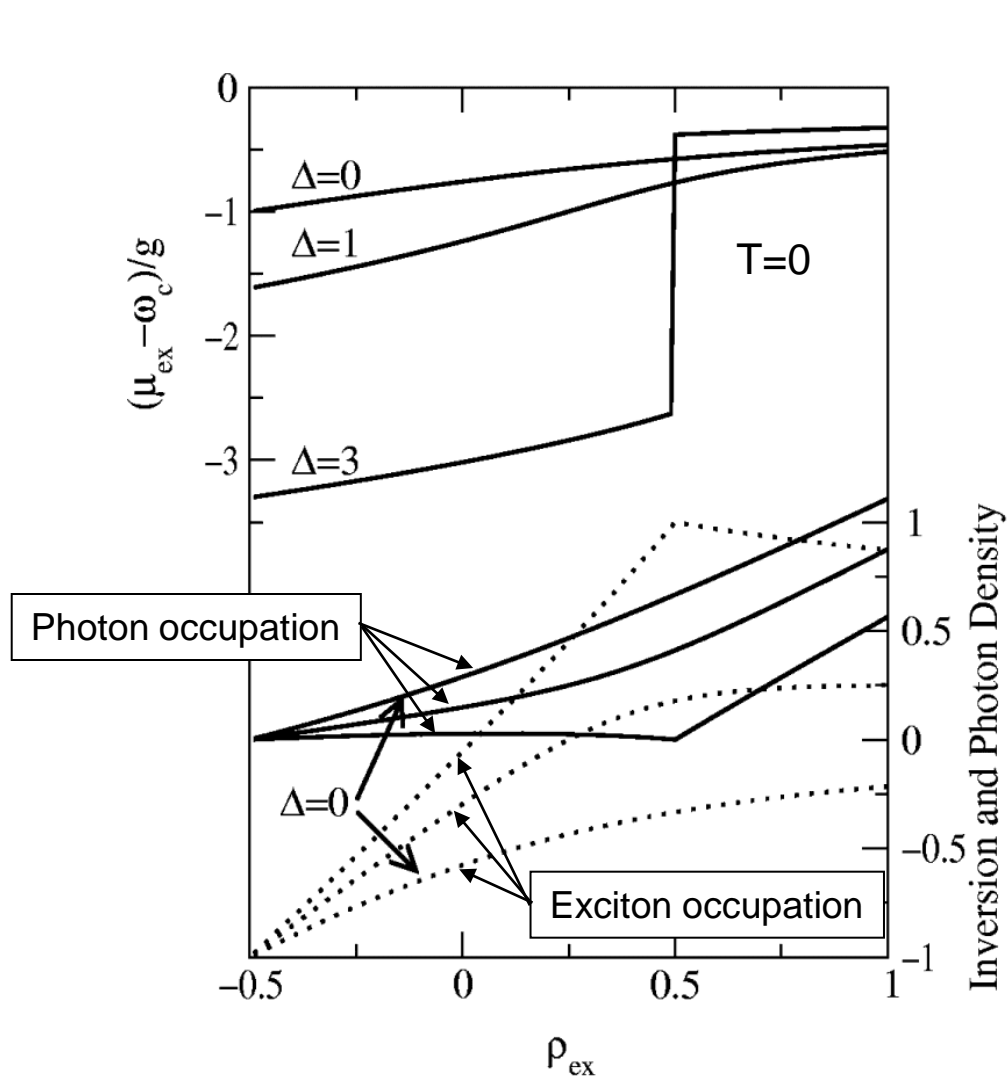 0
Δ=0
−1
Δ=1
T=0
(μex−ωc)/g
−2
Δ=3
−3
1
Photon occupation
0.5
0
Δ=0
−0.5
Exciton occupation
−1
Inversion and Photon Density
−0.5
0
0.5
1
ρex